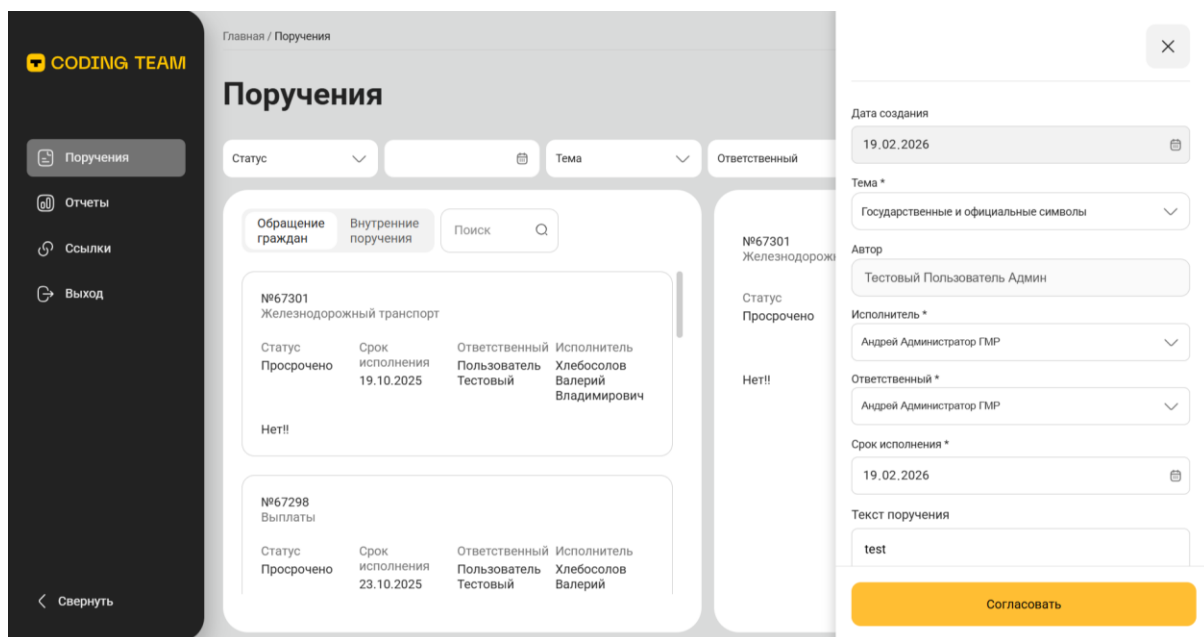 CODING TEAM
Поручения
Отчеты
Ссылки
Выход
Свернуть
Главная / Поручения
Поручения
Статус
Тема
Ответственный
Обращение
граждан
Внутренние
поручения
Поиск
№67301
Железнодорожный транспорт
Статус
Просрочено
Срок
исполнения
19.10.2025
Ответственный
Пользователь
Тестовый
Исполнитель
Хлебосолов
Валерий
Владимирович
Нет!!
№67298
Выплаты
Статус
Просрочено
Срок
исполнения
23.10.2025
Ответственный
Пользователь
Тестовый
Исполнитель
Хлебосолов
Валерий
№67301
Железнодорож
Статус
Просрочено
Нет!!
Дата создания
19.02.2026
Тема *
Государственные и официальные символы
Автор
Тестовый Пользователь Админ
Исполнитель *
Андрей Администратор ГМР
Ответственный *
Андрей Администратор ГМР
Срок исполнения *
19.02.2026
Текст поручения
test
Согласовать